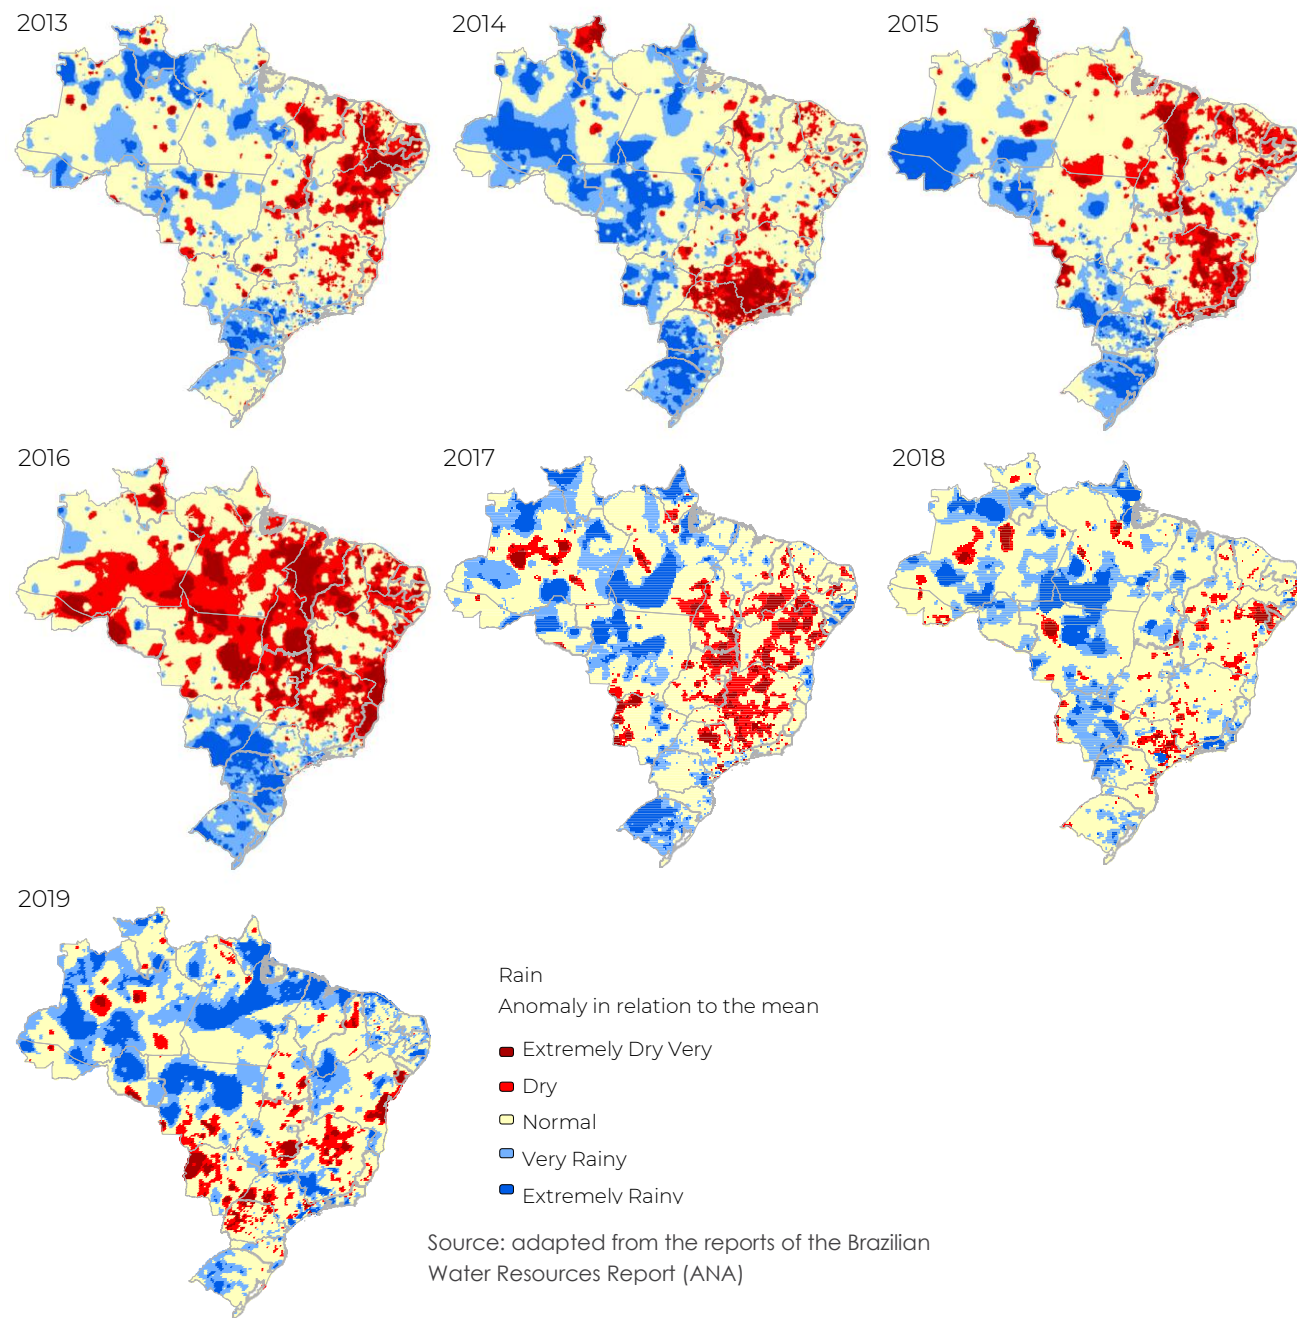 2013
2014
2015
2016
2017
2018
2019
Rain
Anomaly in relation to the mean
Extremely Dry Very
Dry
Normal
Very Rainy
Extremely Rainy
Source: adapted from the reports of the Brazilian
Water Resources Report (ANA)